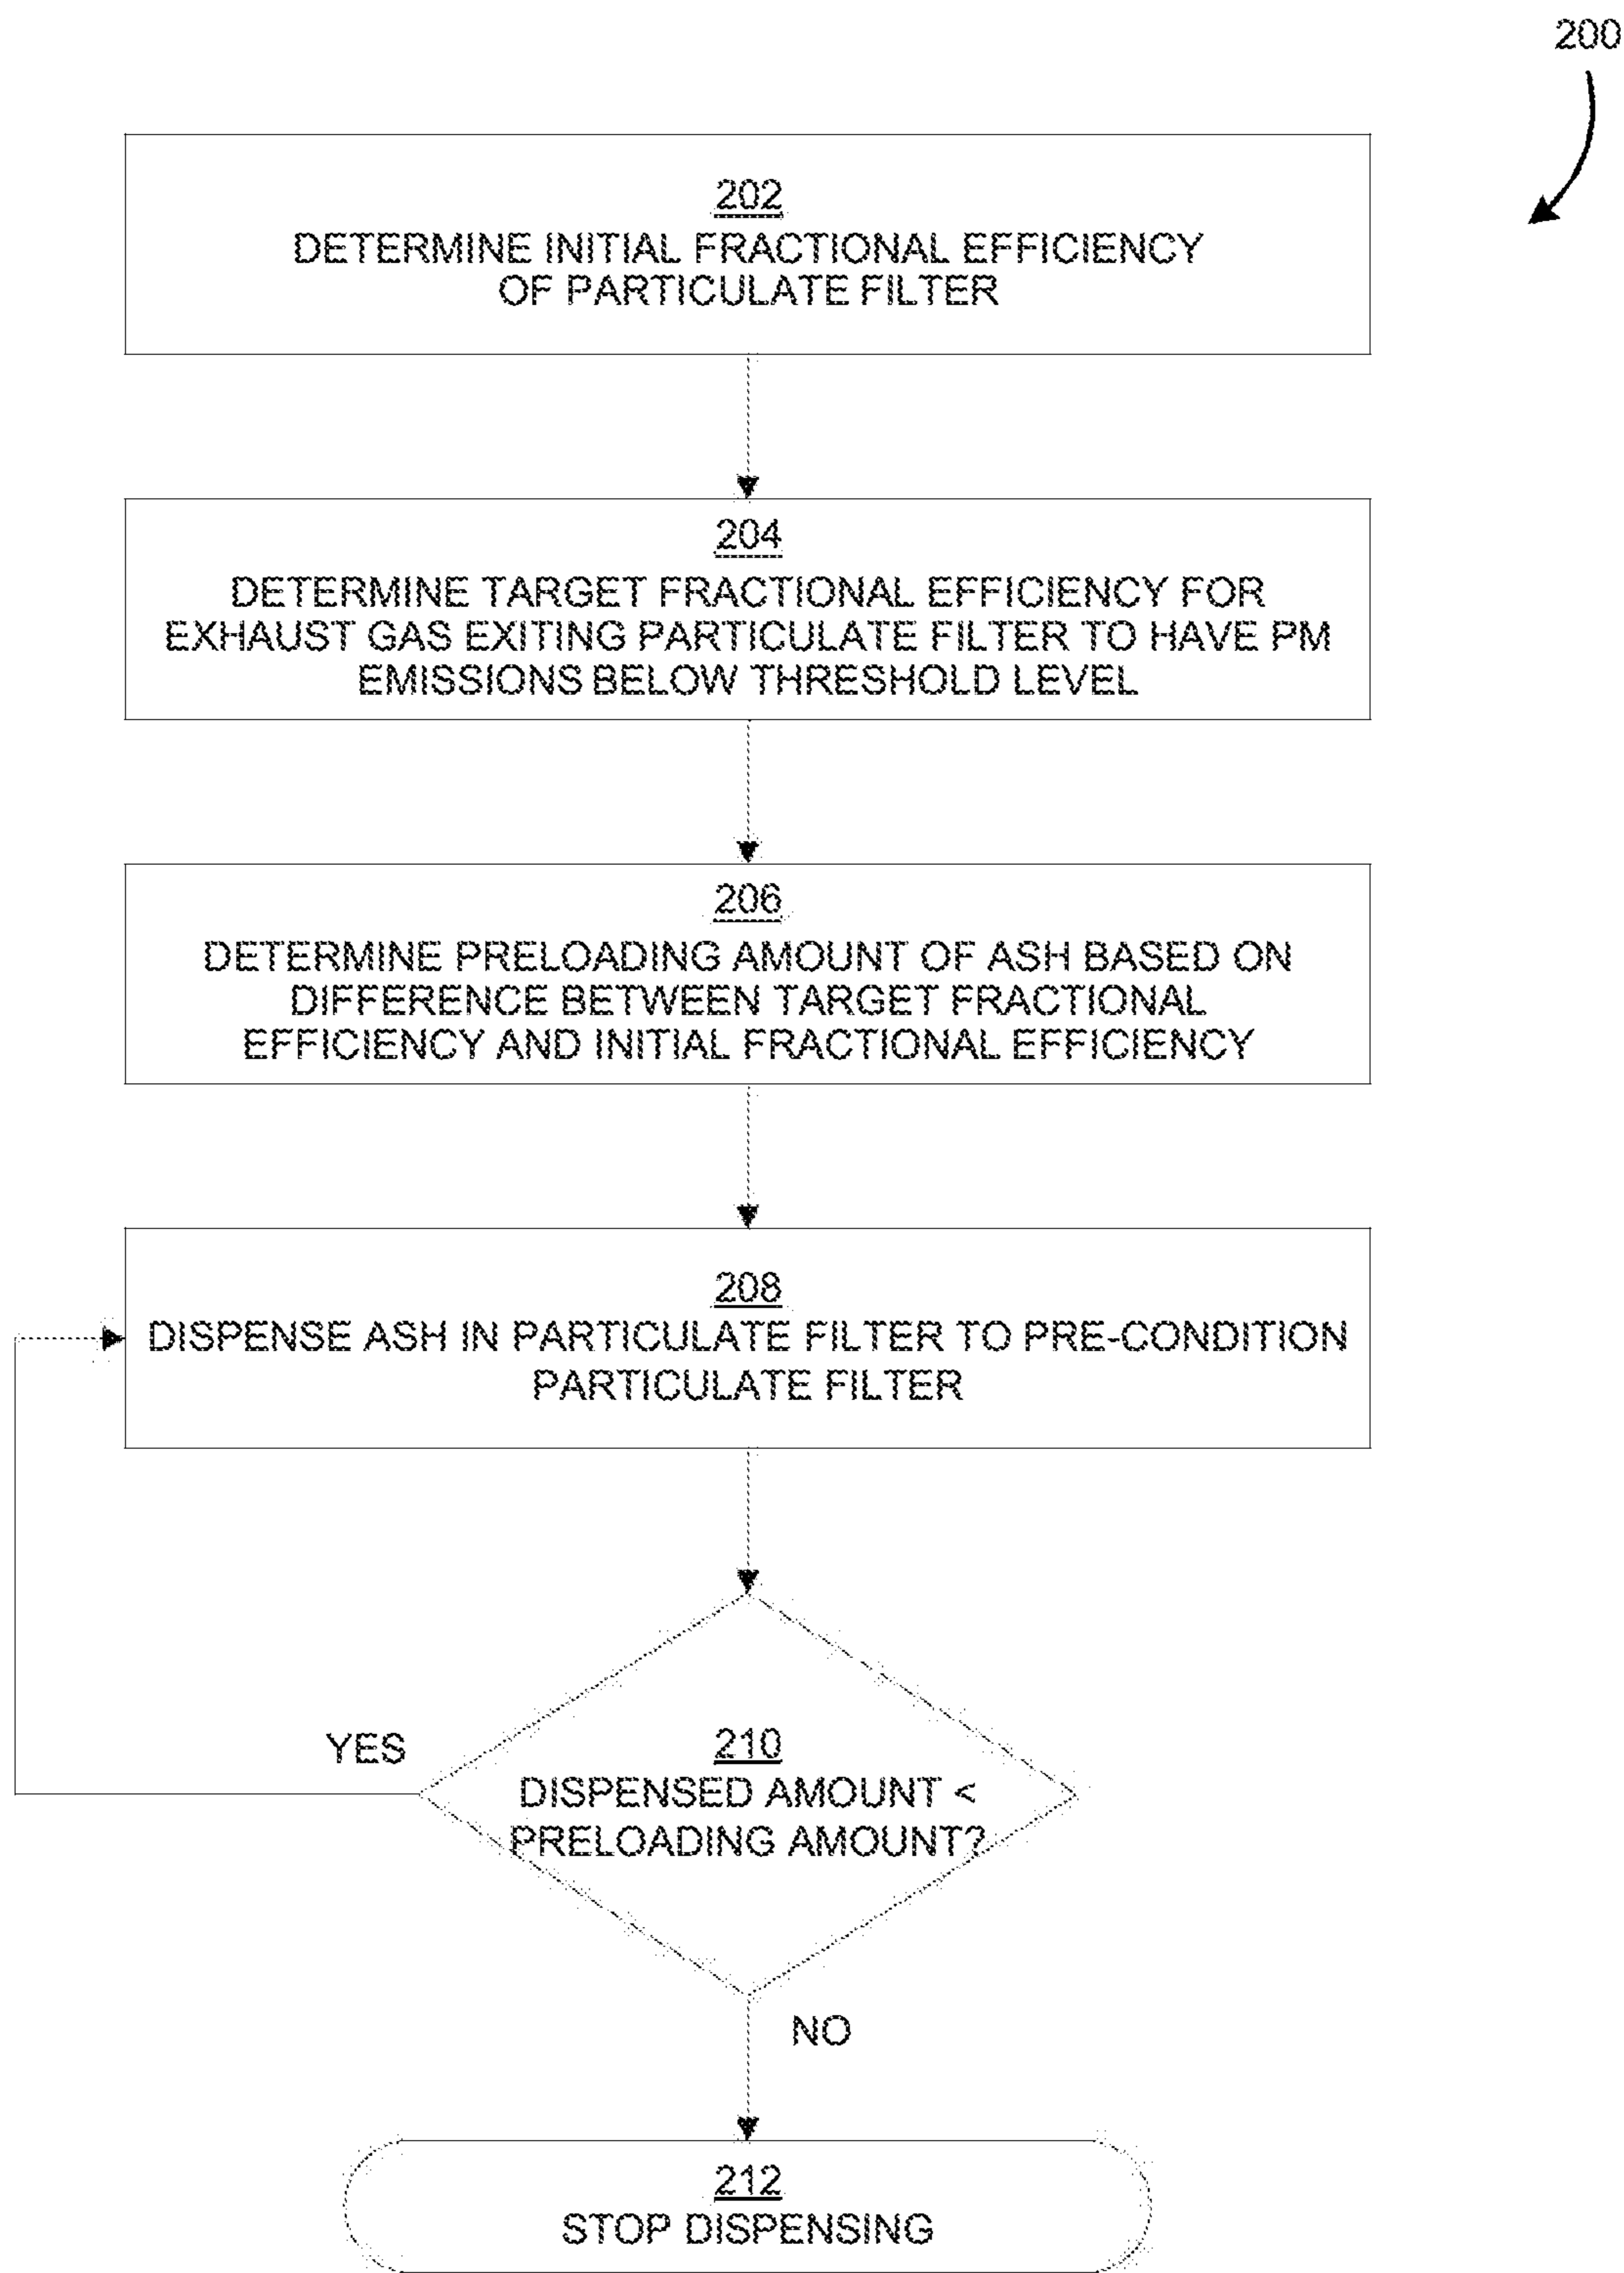 200
202
DETERMINE INITIAL FRACTIONAL EFFICIENCY
OF PARTICULATE FILTER
204
DETERMINE TARGET FRACTIONAL EFFICIENCY FOR
EXHAUST GAS EXITING PARTICULATE FILTER TO HAVE PM
EMISSIONS BELOW THRESHOLD LEVEL
206
DETERMINE PRELOADING AMOUNT OF ASH BASED ON
DIFFERENCE BETWEEN TARGET FRACTIONAL
EFFICIENCY AND INITIAL FRACTIONAL EFFICIENCY
208
DISPENSE ASH IN PARTICULATE FILTER TO PRE-CONDITION
PARTICULATE FILTER
YES
210
DISPENSED AMOUNT <
PRELOADING AMOUNT?
NO
212
STOP DISPENSING